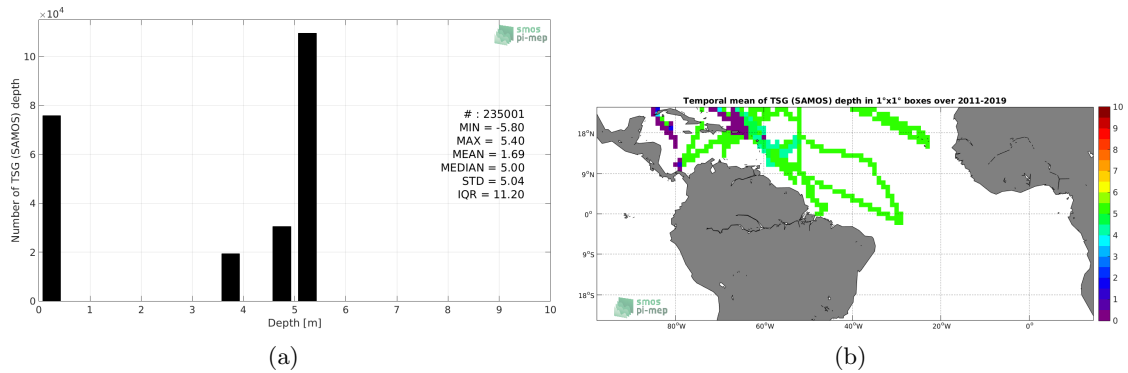 ×10⁴
smos
pi-mep
10
8
6
4
2
0
Number of TSG (SAMOS) depth
# : 235001
MIN = -5.80
MAX = 5.40
MEAN = 1.69
MEDIAN = 5.00
STD = 5.04
IQR = 11.20
0 1 2 3 4 5 6 7 8 9 10
Depth [m]
(a)
Temporal mean of TSG (SAMOS) depth in 1°x1° boxes over 2011-2019
18°N
9°N
0°
9°S
18°S
80°W 60°W 40°W 20°W 0°
smos
pi-mep
10
9
8
7
6
5
4
3
2
1
0
(b)